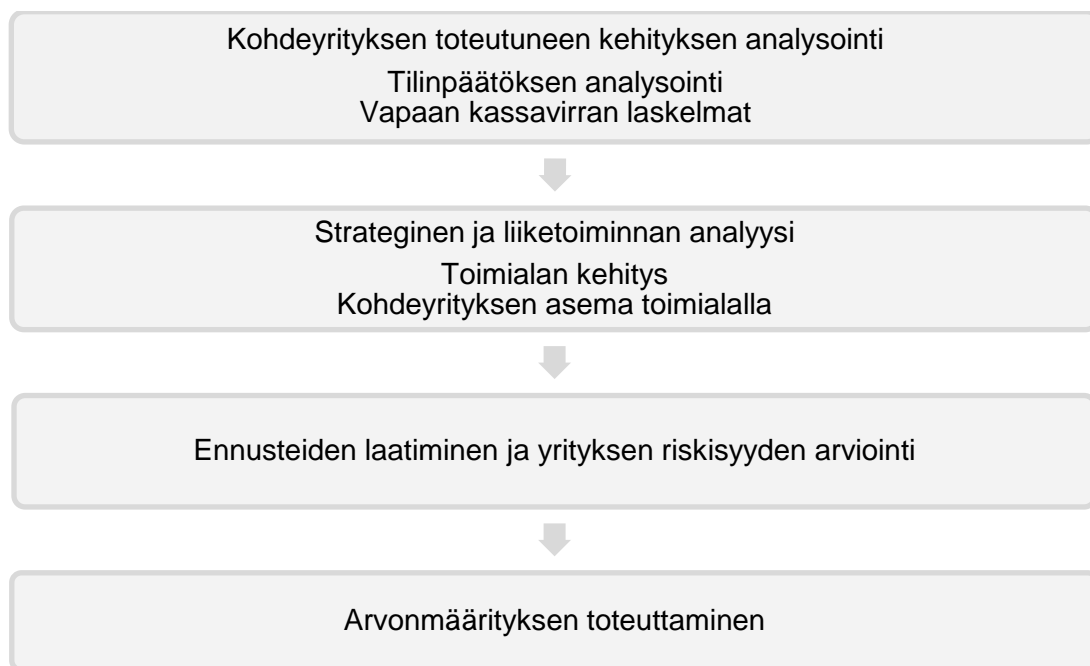 Kohdeyrityksen toteutuneen kehityksen analysointi
Tilinpäätöksen analysointi
Vapaan kassavirran laskelmat
Strateginen ja liiketoiminnan analyysi
Toimialan kehitys
Kohdeyrityksen asema toimialalla
Ennusteiden laatiminen ja yrityksen riskisyyden arviointi
Arvonmäärityksen toteuttaminen